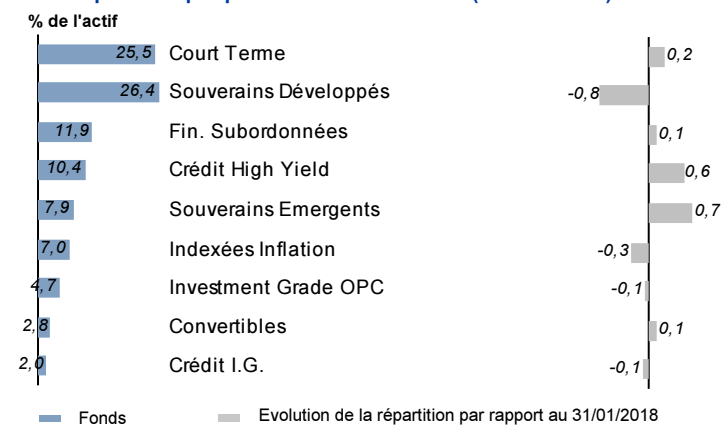 % de l'actif
25,5 Court Terme 0,2
26,4 Souverains Développés -0,8
11,9 Fin. Subordonnées 0,1
10,4 Crédit High Yield 0,6
7,9 Souverains Emergents 0,7
7,0 Indexées Inflation -0,3
4,7 Investment Grade OPC -0,1
2,8 Convertibles 0,1
2,0 Crédit I.G. -0,1
Fonds Evolution de la répartition par rapport au 31/01/2018